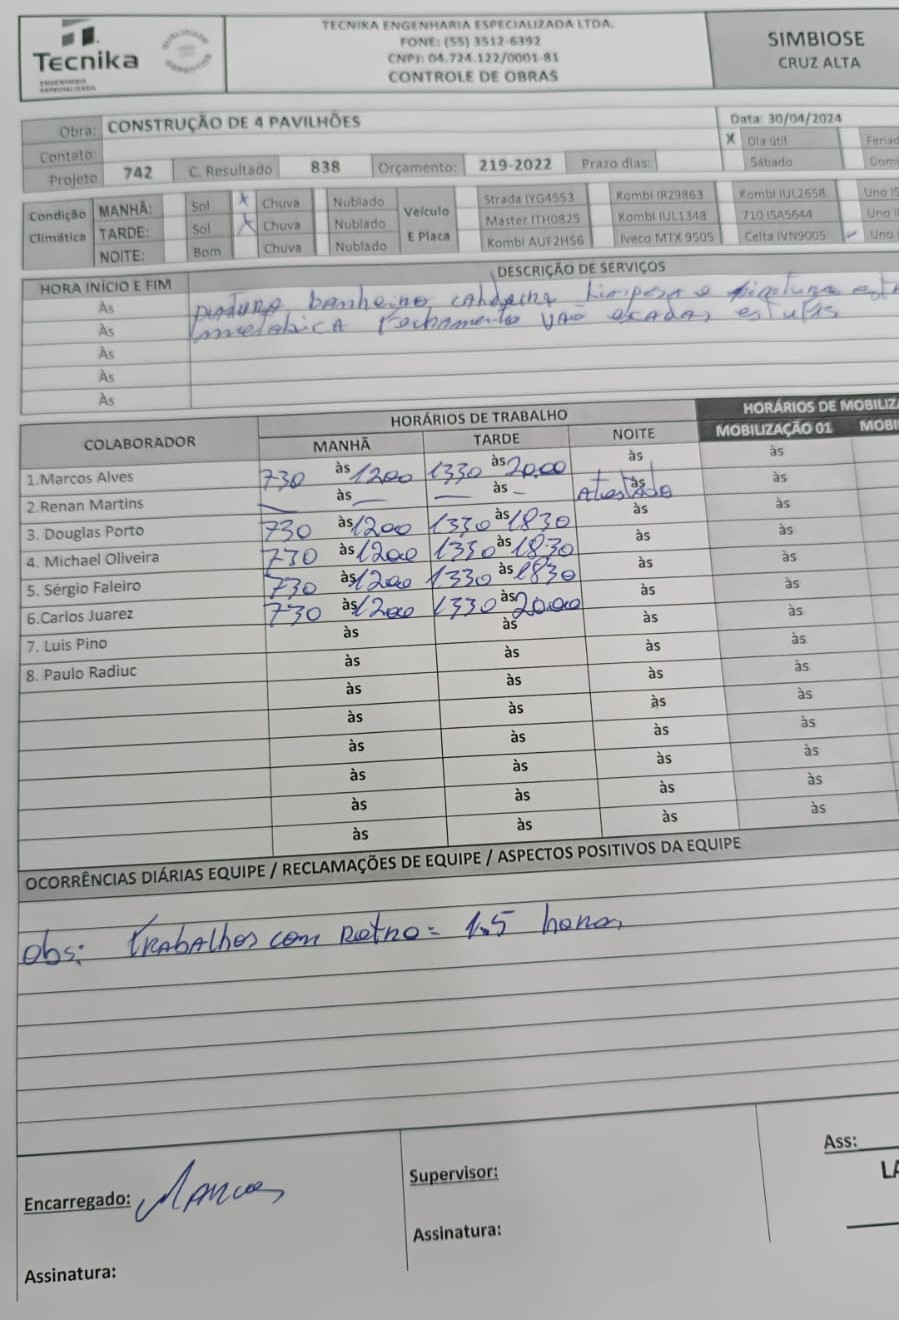 Tecnika
ENGENHARIA
ESPECIALIZADA
TECNIKA ENGENHARIA ESPECIALIZADA LTDA.
FONE: (55) 3512-6392
CNPJ: 04.724.122/0001-81
CONTROLE DE OBRAS
SIMBIOSE
CRUZ ALTA
Obra: CONSTRUÇÃO DE 4 PAVILHÕES
Data: 30/04/2024
Contato:
X Dia útil Feriad
Projeto 742 C. Resultado 838 Orçamento: 219-2022 Prazo dias: Sábado Domi
Condição Climática
MANHÃ: Sol X Chuva Nublado
TARDE: Sol X Chuva Nublado
NOITE: Bom Chuva Nublado
Veículo E Placa
Strada IYG4553 Kombi IRZ9863 Kombi IUL2658 Uno IS
Master ITH0825 Kombi IUL1348 710 ISA5644 Uno
Kombi AUF2H56 Iveco MTX 9505 Celta IVN9005 Uno
HORA INÍCIO E FIM DESCRIÇÃO DE SERVIÇOS
Às banheiro limpesa e pintura estr
Às metalica fechamento vao escadas
Às
Às
Às
COLABORADOR HORÁRIOS DE TRABALHO HORÁRIOS DE MOBILIZA
MANHÃ TARDE NOITE MOBILIZAÇÃO 01 MOBI
1.Marcos Alves 730 às 1200 1330 às 20.00 às às
2.Renan Martins — às — — às - Atestado às às
3. Douglas Porto 730 às 1200 1330 às 1830 às às
4. Michael Oliveira 730 às 1200 1330 às 18:30 às às
5. Sérgio Faleiro 730 às 1200 1330 às 1830 às às
6.Carlos Juarez 730 às 1200 1330 às 20.00 às às
7. Luis Pino às às às às
8. Paulo Radiuc às às às às
às às às às
às às às às
às às às às
às às às às
às às às às
às às às às
OCORRÊNCIAS DIÁRIAS EQUIPE / RECLAMAÇÕES DE EQUIPE / ASPECTOS POSITIVOS DA EQUIPE
Obs: Trabalhos com Retro = 1.5 horas
Encarregado: Marcos
Supervisor:
Ass:
LA
Assinatura:
Assinatura: